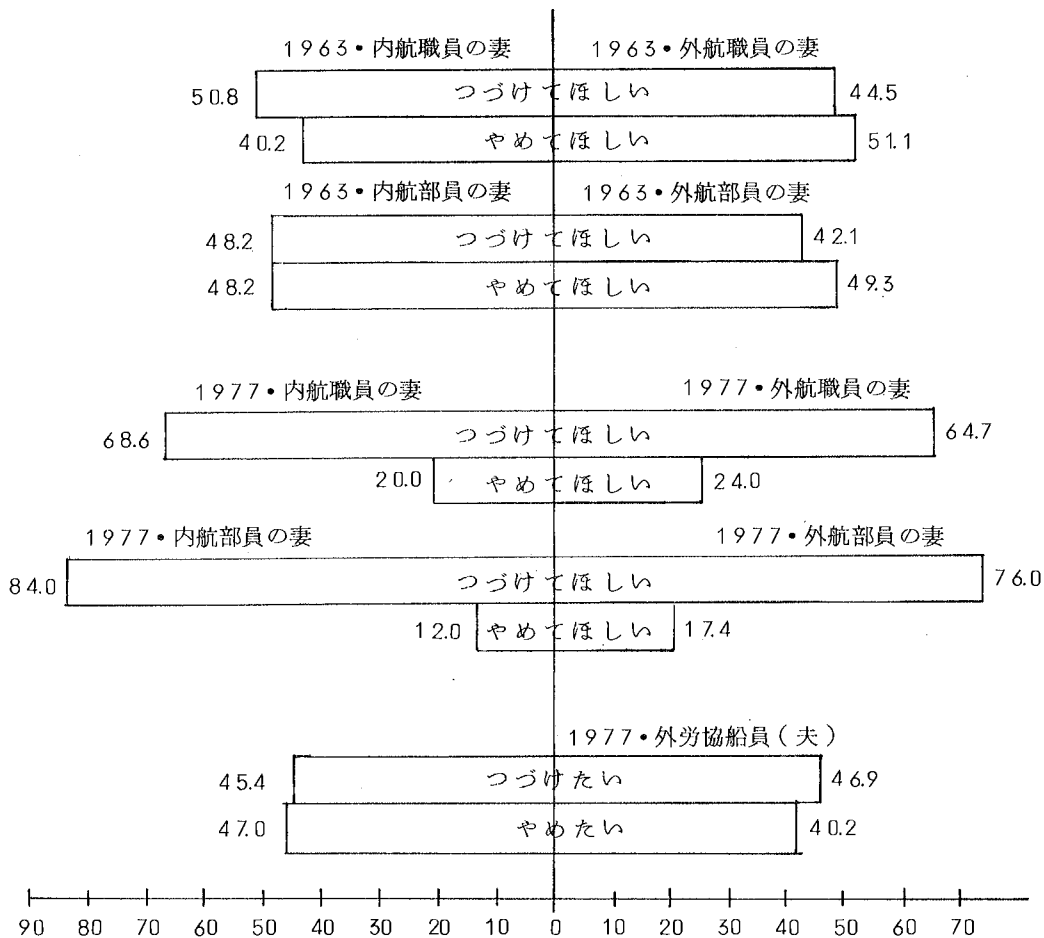 1963・内航職員の妻 1963・外航職員の妻
50.8 つづけてほしい 44.5
40.2 やめてほしい 51.1
1963・内航部員の妻 1963・外航部員の妻
48.2 つづけてほしい 42.1
48.2 やめてほしい 49.3
1977・内航職員の妻 1977・外航職員の妻
68.6 つづけてほしい 64.7
20.0 やめてほしい 24.0
1977・内航部員の妻 1977・外航部員の妻
84.0 つづけてほしい 76.0
12.0 やめてほしい 17.4
1977・外労協船員(夫)
45.4 つづけたい 46.9
47.0 やめたい 40.2
90 80 70 60 50 40 30 20 10 0 10 20 30 40 50 60 70